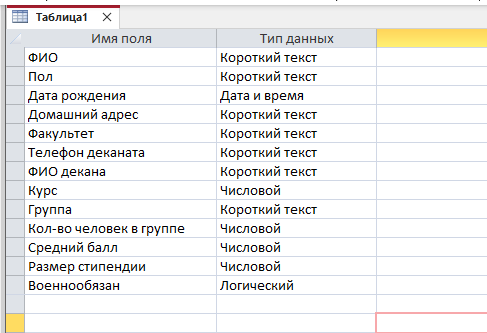 Таблица1
Имя поля Тип данных
ФИО Короткий текст
Пол Короткий текст
Дата рождения Дата и время
Домашний адрес Короткий текст
Факультет Короткий текст
Телефон деканата Короткий текст
ФИО декана Короткий текст
Курс Числовой
Группа Короткий текст
Кол-во человек в группе Числовой
Средний балл Числовой
Размер стипендии Числовой
Военнообязан Логический